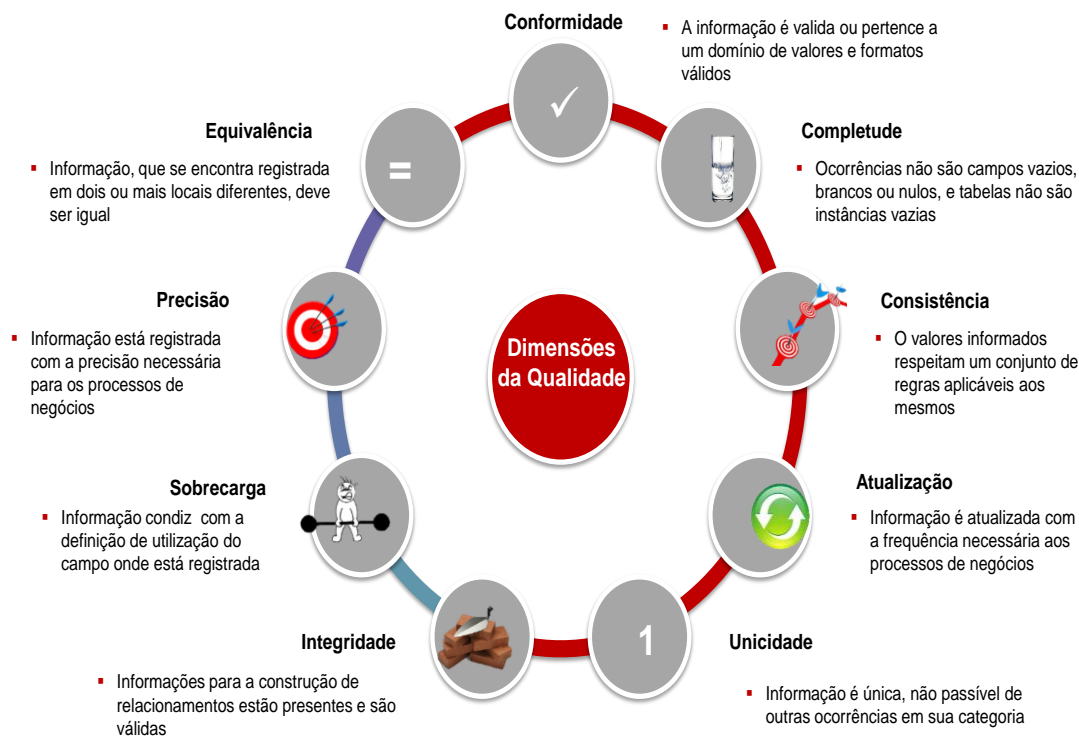 Conformidade
▪ A informação é valida ou pertence a
um domínio de valores e formatos
válidos
Completude
▪ Ocorrências não são campos vazios,
brancos ou nulos, e tabelas não são
instâncias vazias
Consistência
▪ O valores informados
respeitam um conjunto de
regras aplicáveis aos
mesmos
Atualização
▪ Informação é atualizada com
a frequência necessária aos
processos de negócios
Unicidade
▪ Informação é única, não passível de
outras ocorrências em sua categoria
1
Integridade
▪ Informações para a construção de
relacionamentos estão presentes e são
válidas
Sobrecarga
▪ Informação condiz com a
definição de utilização do
campo onde está registrada
Precisão
▪ Informação está registrada
com a precisão necessária
para os processos de
negócios
Equivalência
▪ Informação, que se encontra registrada
em dois ou mais locais diferentes, deve
ser igual
=
✓
Dimensões
da Qualidade